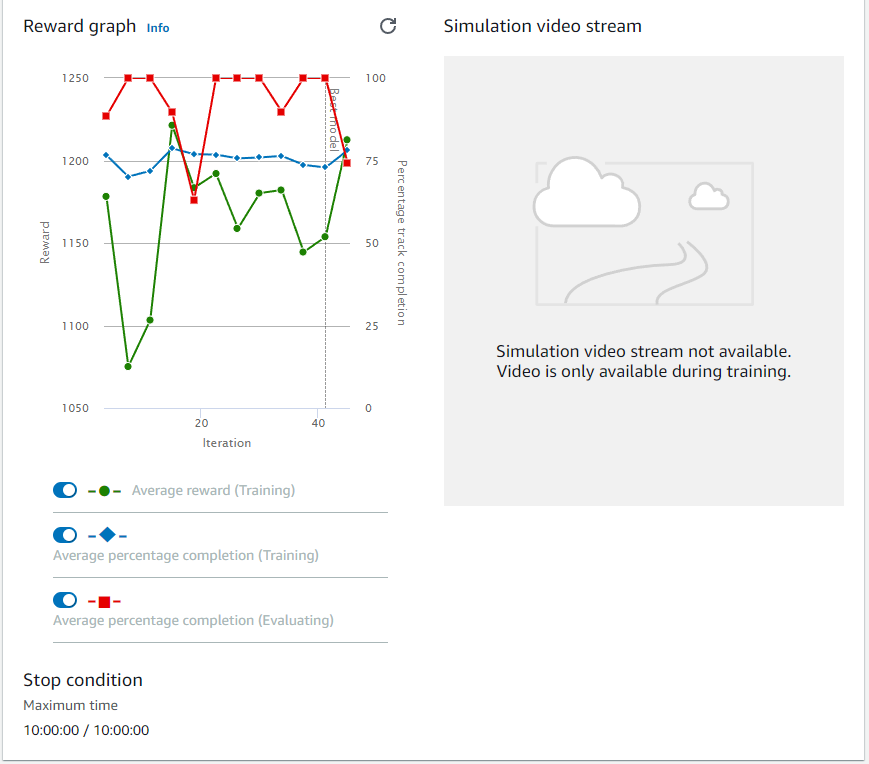 Reward graph Info
Simulation video stream
1250
1200
1150
1100
1050
Reward
100
75
50
25
0
Percentage track completion
Best model
20
40
Iteration
Simulation video stream not available.
Video is only available during training.
Average reward (Training)
Average percentage completion (Training)
Average percentage completion (Evaluating)
Stop condition
Maximum time
10:00:00 / 10:00:00